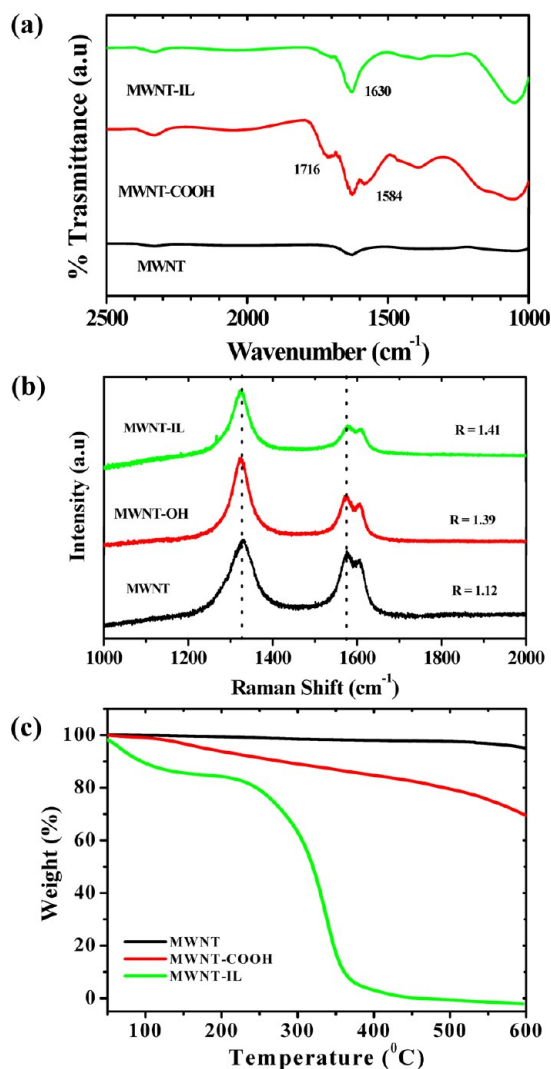 (a)
% Trasmittance (a.u)
MWNT-IL
1630
1716
MWNT-COOH
1584
MWNT
2500 2000 1500 1000
Wavenumber (cm-1)
(b)
Intensity (a.u)
MWNT-IL
R = 1.41
MWNT-OH
R = 1.39
MWNT
R = 1.12
1000 1200 1400 1600 1800 2000
Raman Shift (cm-1)
(c)
Weight (%)
100
80
60
40
20
0
MWNT
MWNT-COOH
MWNT-IL
100 200 300 400 500 600
Temperature (0C)